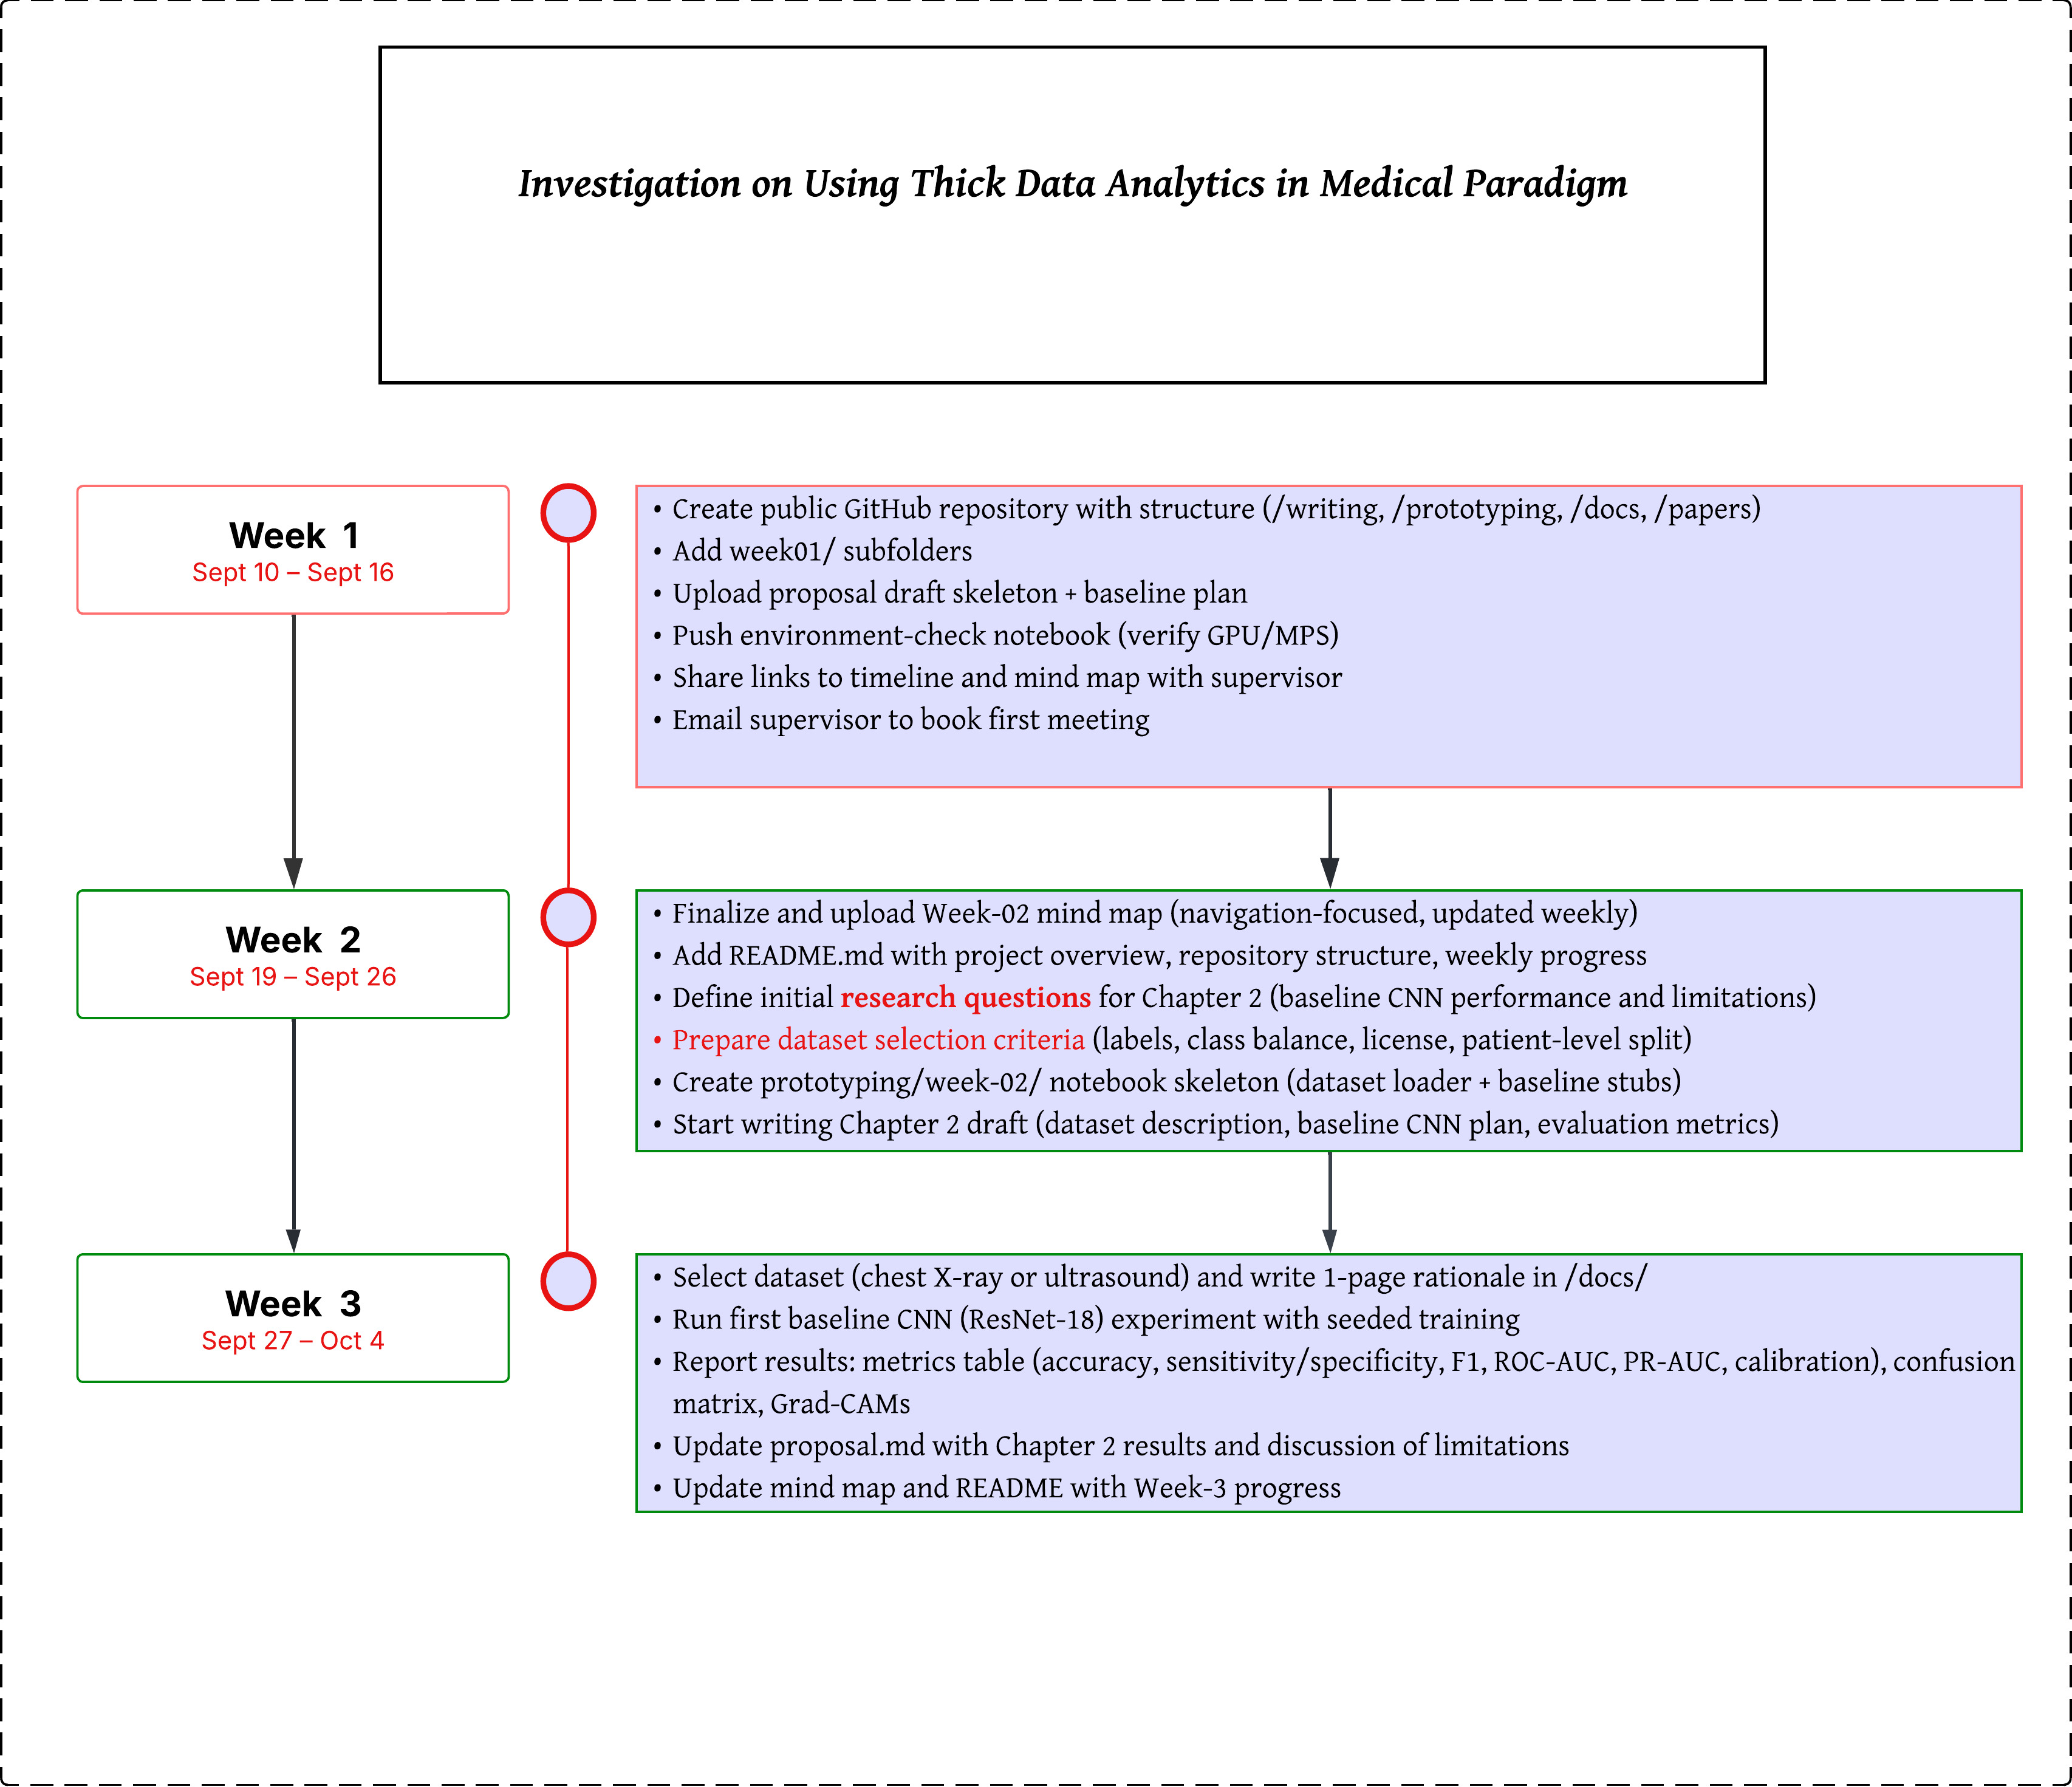 Investigation on Using Thick Data Analytics in Medical Paradigm
Week 1
Sept 10 – Sept 16
• Create public GitHub repository with structure (/writing, /prototyping, /docs, /papers)
• Add week01/ subfolders
• Upload proposal draft skeleton + baseline plan
• Push environment-check notebook (verify GPU/MPS)
• Share links to timeline and mind map with supervisor
• Email supervisor to book first meeting
Week 2
Sept 19 – Sept 26
• Finalize and upload Week-02 mind map (navigation-focused, updated weekly)
• Add README.md with project overview, repository structure, weekly progress
• Define initial research questions for Chapter 2 (baseline CNN performance and limitations)
• Prepare dataset selection criteria (labels, class balance, license, patient-level split)
• Create prototyping/week-02/ notebook skeleton (dataset loader + baseline stubs)
• Start writing Chapter 2 draft (dataset description, baseline CNN plan, evaluation metrics)
Week 3
Sept 27 – Oct 4
• Select dataset (chest X-ray or ultrasound) and write 1-page rationale in /docs/
• Run first baseline CNN (ResNet-18) experiment with seeded training
• Report results: metrics table (accuracy, sensitivity/specificity, F1, ROC-AUC, PR-AUC, calibration), confusion
matrix, Grad-CAMs
• Update proposal.md with Chapter 2 results and discussion of limitations
• Update mind map and README with Week-3 progress